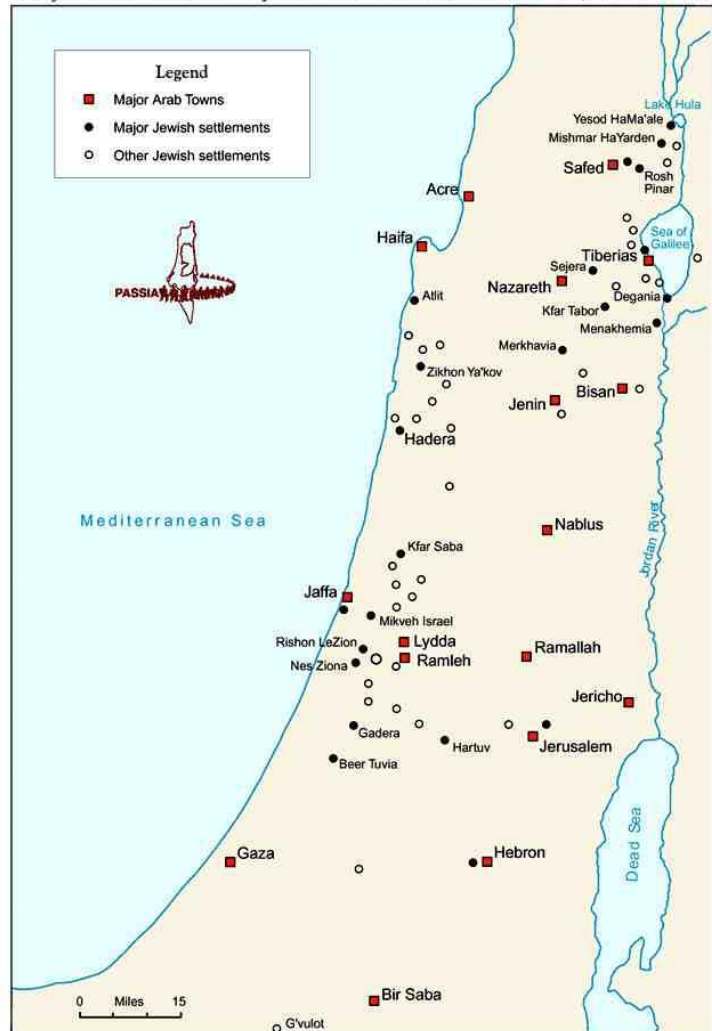 Legend
Major Arab Towns
Major Jewish settlements
Other Jewish settlements
Lake Hula
Yesod HaMa'ale
Mishmar HaYarden
Safed
Rosh
Pinar
Acre
Haifa
Sea of
Galilee
Tiberias
Sejera
Nazareth
Degania
Atlit
Kfar Tabor
Menakhemia
Merkhavia
Zikhon Ya'kov
Bisan
Jenin
Hadera
Mediterranean Sea
Nablus
Jordan River
Kfar Saba
Jaffa
Mikveh Israel
Lydda
Rishon LeZion
Ramleh
Ramallah
Nes Ziona
Jericho
Gadera
Hartuv
Jerusalem
Beer Tuvia
Dead Sea
Gaza
Hebron
Bir Saba
0 Miles 15
G'vulot